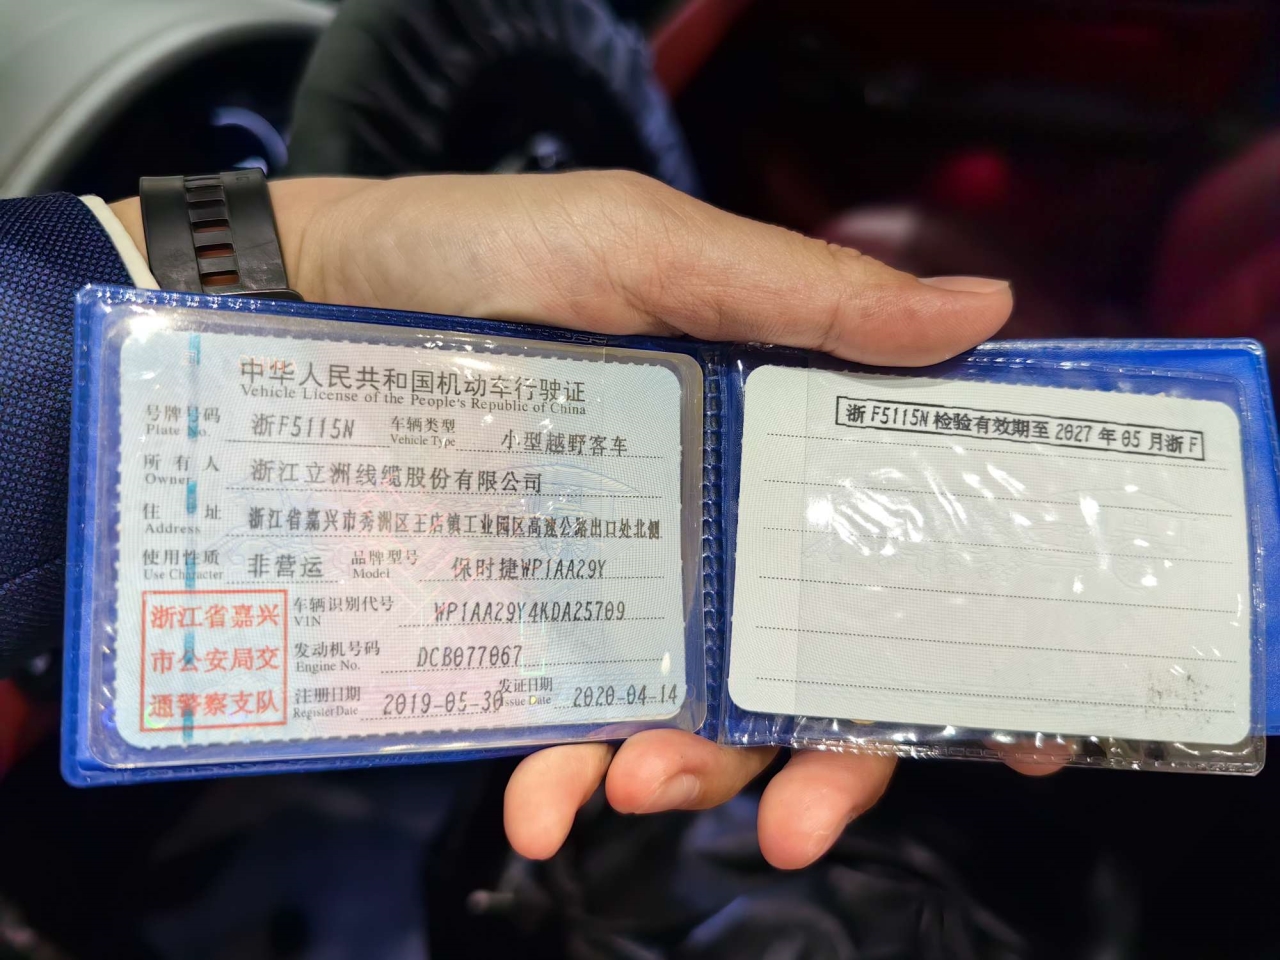 中华人民共和国机动车行驶证
Vehicle License of the People's Republic of China
号牌号码 浙F5115N 车辆类型 小型越野客车
Plate No. Vehicle Type
所有人 浙江立洲线缆股份有限公司
Owner
住址 浙江省嘉兴市秀洲区王店镇工业园区高速公路出口处北侧
Address
使用性质 非营运 品牌型号 保时捷WP1AA29Y
Use Character Model
浙江省嘉兴
市公安局交
通警察支队
车辆识别代号 WP1AA29Y4KDA25709
VIN
发动机号码 DCB077067
Engine No.
注册日期 2019-05-30 发证日期 2020-04-14
Register Date Issue Date
浙F5115N检验有效期至2027年05月浙F